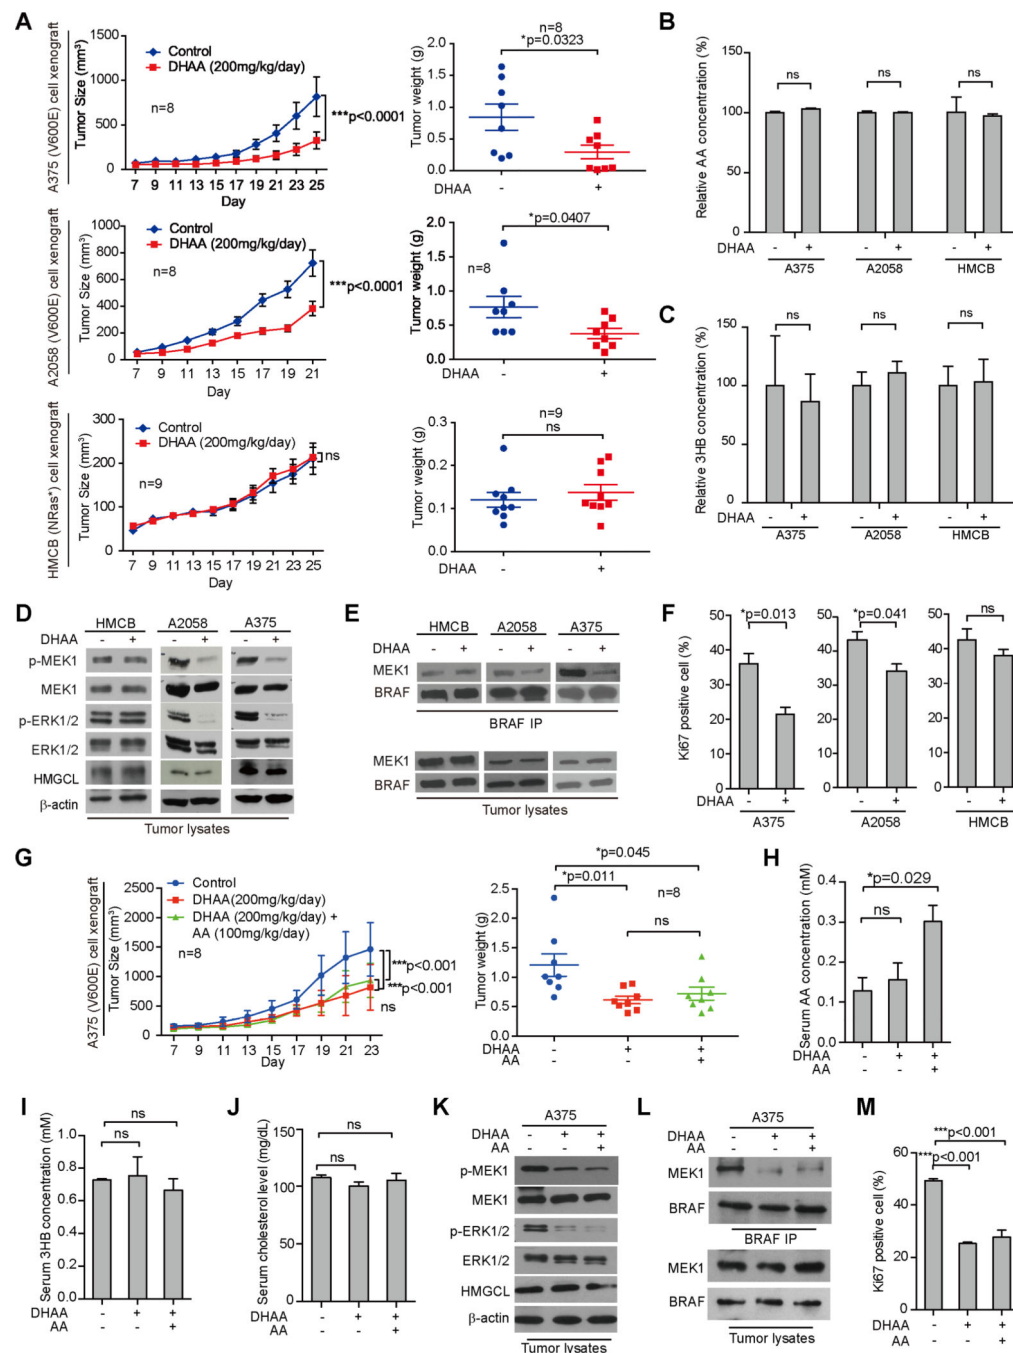 A
A375 (V600E) cell xenograft
Tumor Size (mm³)
1500
1000
500
0
Control
DHAA (200mg/kg/day)
n=8
***p<0.0001
7 9 11 13 15 17 19 21 23 25
Day
Tumor weight (g)
2.0
1.5
1.0
0.5
0.0
n=8
*p=0.0323
DHAA - +
A2058 (V600E) cell xenograft
Tumor Size (mm³)
1000
800
600
400
200
0
Control
DHAA (200mg/kg/day)
n=8
***p<0.0001
7 9 11 13 15 17 19 21
Day
Tumor weight (g)
2.0
1.5
1.0
0.5
0.0
*p=0.0407
n=8
DHAA - +
HMCB (NRas*) cell xenograft
Tumor Size (mm³)
300
200
100
0
Control
DHAA (200mg/kg/day)
n=9
ns
7 9 11 13 15 17 19 21 23 25
Day
Tumor weight (g)
0.3
0.2
0.1
0.0
n=9
ns
DHAA - +
B
Relative AA concentration (%)
150
100
50
0
ns ns ns
DHAA - + - + - +
A375 A2058 HMCB
C
Relative 3HB concentration (%)
150
100
50
0
ns ns ns
DHAA - + - + - +
A375 A2058 HMCB
D
HMCB A2058 A375
DHAA - + - + - +
p-MEK1
MEK1
p-ERK1/2
ERK1/2
HMGCL
β-actin
Tumor lysates
E
HMCB A2058 A375
DHAA - + - + - +
MEK1
BRAF
BRAF IP
MEK1
BRAF
Tumor lysates
F
Ki67 positive cell (%)
50
40
30
20
10
0
*p=0.013
DHAA - +
A375
50
40
30
20
10
0
*p=0.041
- +
A2058
50
40
30
20
10
0
ns
- +
HMCB
G
A375 (V600E) cell xenograft
Tumor Size (mm³)
2500
2000
1500
1000
500
0
Control
DHAA(200mg/kg/day)
DHAA (200mg/kg/day) +
AA (100mg/kg/day)
n=8
***p<0.001
***p<0.001
ns
7 9 11 13 15 17 19 21 23
Day
Tumor weight (g)
2.5
2.0
1.5
1.0
0.5
0.0
*p=0.045
*p=0.011
n=8
ns
DHAA - + +
AA - - +
H
Serum AA concentration (mM)
0.4
0.3
0.2
0.1
0.0
*p=0.029
ns
DHAA - + +
AA - - +
I
Serum 3HB concentration (mM)
1.0
0.8
0.6
0.4
0.2
0.0
ns
ns
DHAA - + +
AA - - +
J
Serum cholesterol level (mg/dL)
150
100
50
0
ns
ns
DHAA - + +
AA - - +
K
A375
DHAA - + +
AA - - +
p-MEK1
MEK1
p-ERK1/2
ERK1/2
HMGCL
β-actin
Tumor lysates
L
A375
DHAA - + +
AA - - +
MEK1
BRAF
BRAF IP
MEK1
BRAF
Tumor lysates
M
Ki67 positive cell (%)
60
40
20
0
***p<0.001
***p<0.001
DHAA - + +
AA - - +